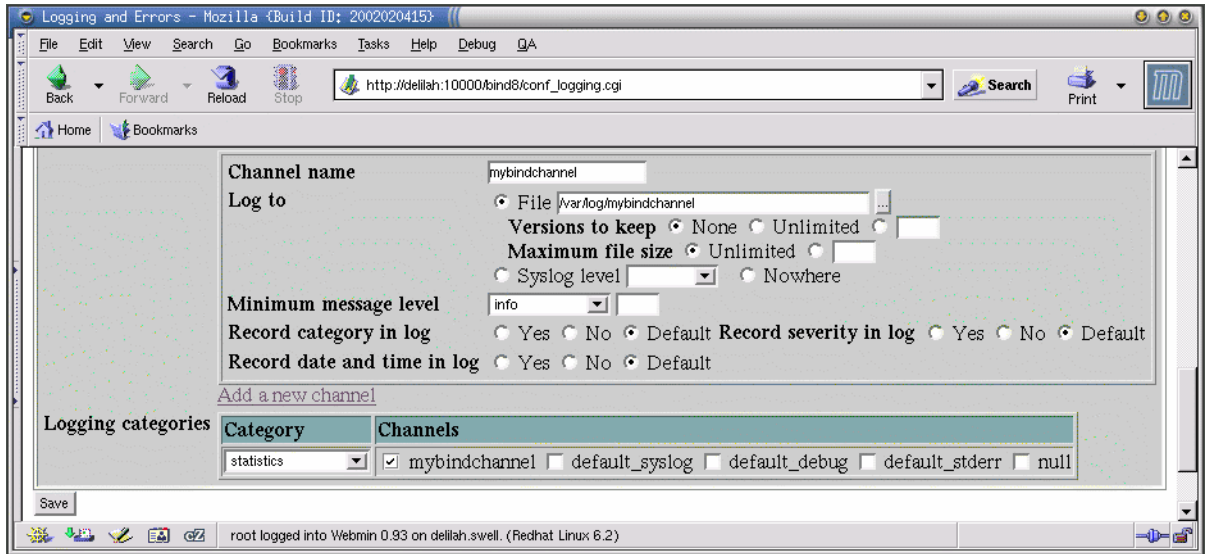 Logging and Errors - Mozilla {Build ID: 2002020415}
File Edit View Search Go Bookmarks Tasks Help Debug QA
Back Forward Reload Stop http://delilah:10000/bind8/conf_logging.cgi Search Print
Home Bookmarks
Channel name mybindchannel
Log to File /var/log/mybindchannel ...
Versions to keep None Unlimited
Maximum file size Unlimited
Syslog level Nowhere
Minimum message level info
Record category in log Yes No Default Record severity in log Yes No Default
Record date and time in log Yes No Default
Add a new channel
Logging categories Category Channels
statistics mybindchannel default_syslog default_debug default_stderr null
Save
root logged into Webmin 0.93 on delilah.swell. (Redhat Linux 6.2)